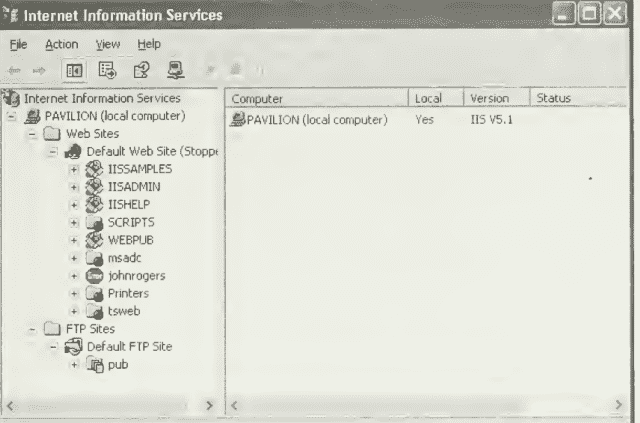 Internet Information Services
File Action View Help
Internet Information Services
PAVILION (local computer)
Web Sites
Default Web Site (Stoppe
IISSAMPLES
IISADMIN
IISHELP
SCRIPTS
WEBPUB
msadc
johnrogers
Printers
tsweb
FTP Sites
Default FTP Site
pub
Computer Local Version Status
PAVILION (local computer) Yes IIS V5.1